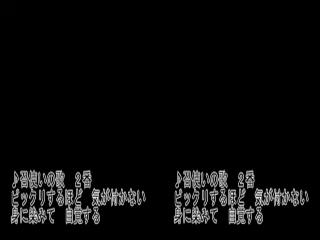 ♪習使いの歌　2番
ビックリするほど　気が付かない
身に染みて　自覚する
♪習使いの歌　2番
ビックリするほど　気が付かない
身に染みて　自覚する